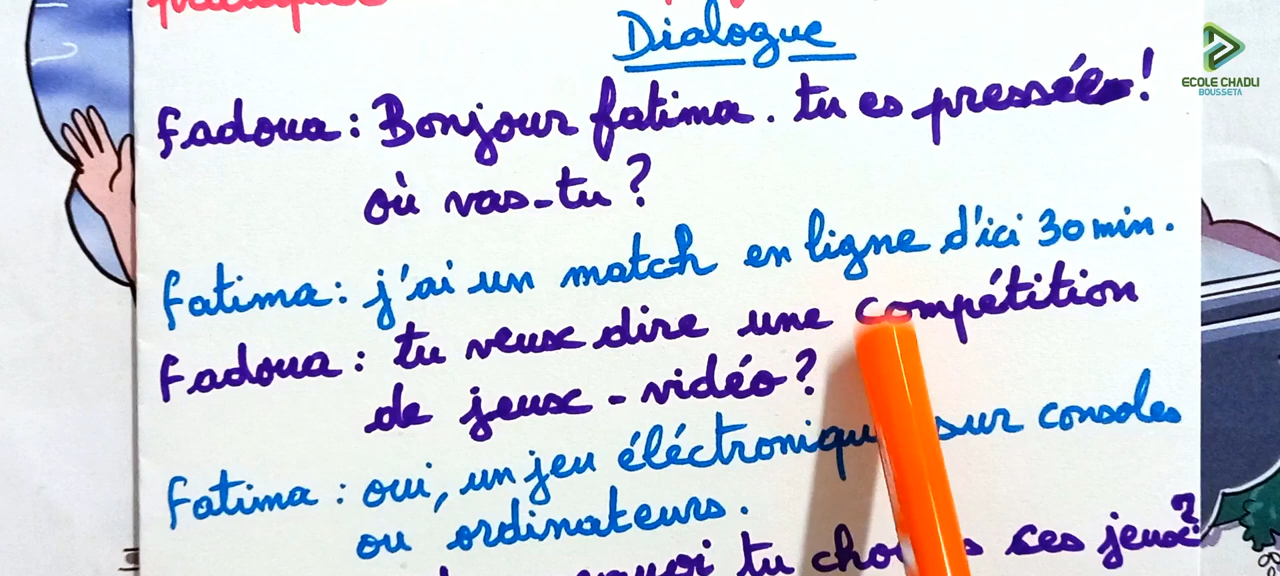 Dialogue
ECOLE CHADLI
BOUSSETA
Fadoua : Bonjour fatima. tu es pressée !
où vas-tu ?
Fatima : j'ai un match en ligne d'ici 30 min.
Fadoua : tu veux dire une compétition
de jeux-vidéo ?
Fatima : oui, un jeu éléctronique sur consoles
ou ordinateurs.
tu ses jeux ?